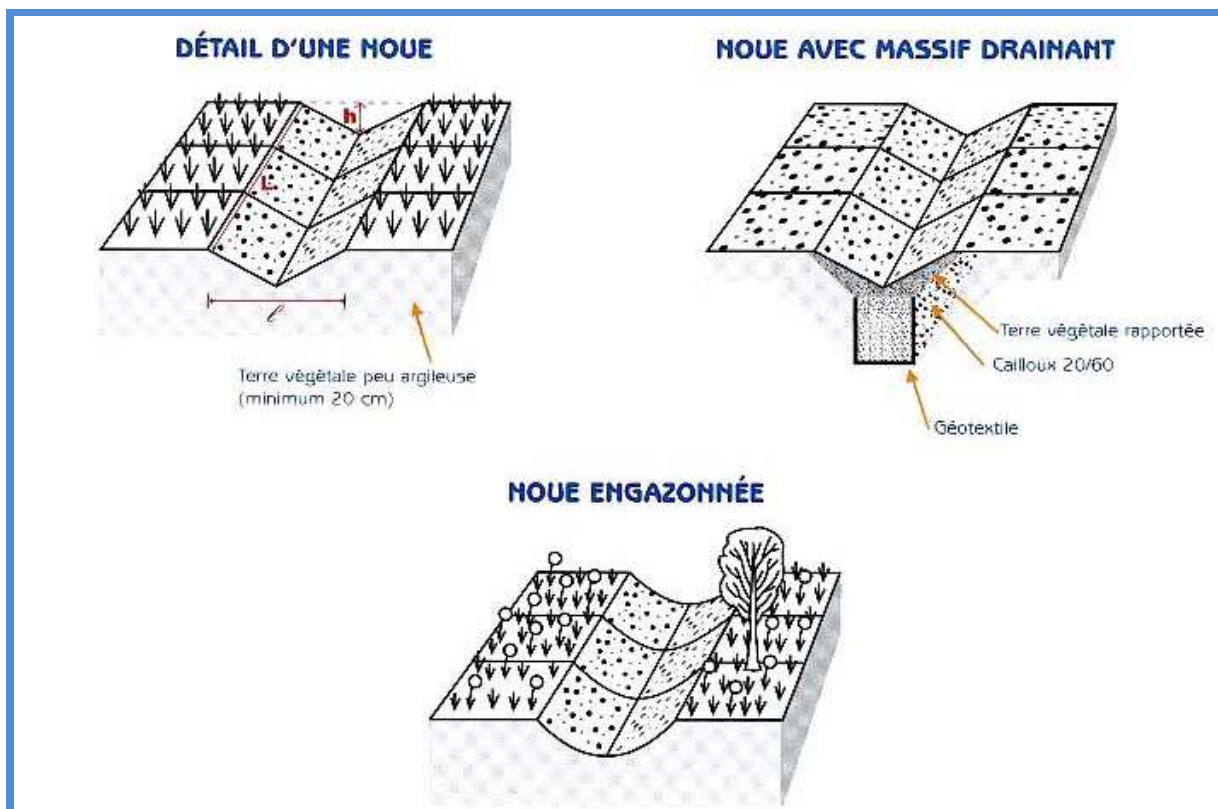 DÉTAIL D'UNE NOUE
h
L
l
Terre végétale peu argileuse
(minimum 20 cm)
NOUE AVEC MASSIF DRAINANT
Terre végétale rapportée
Cailloux 20/60
Géotextile
NOUE ENGAZONNÉE